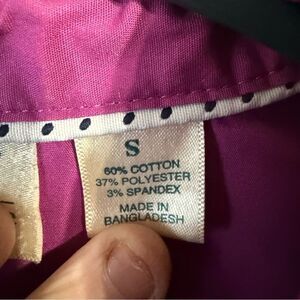 S
60% COTTON
37% POLYESTER
3% SPANDEX
MADE IN
BANGLADESH